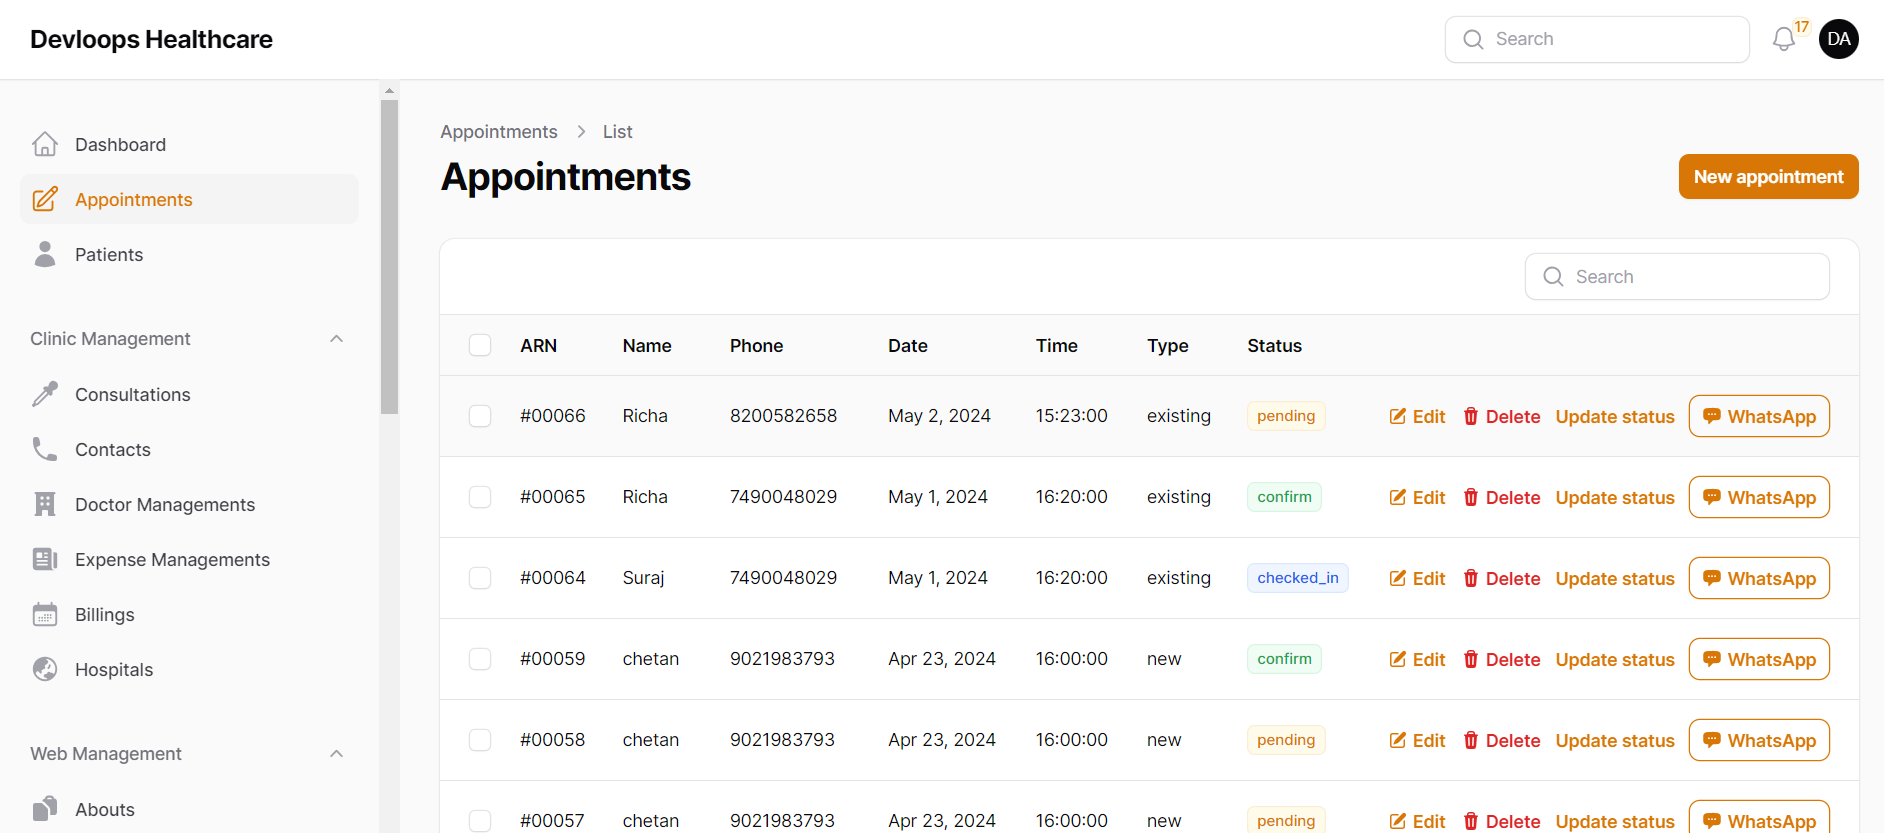 Devloops Healthcare
Search
17
DA
Dashboard
Appointments
Patients
Clinic Management
Consultations
Contacts
Doctor Managements
Expense Managements
Billings
Hospitals
Web Management
Abouts
Appointments > List
Appointments
New appointment
Search
ARN Name Phone Date Time Type Status
#00066 Richa 8200582658 May 2, 2024 15:23:00 existing pending Edit Delete Update status WhatsApp
#00065 Richa 7490048029 May 1, 2024 16:20:00 existing confirm Edit Delete Update status WhatsApp
#00064 Suraj 7490048029 May 1, 2024 16:20:00 existing checked_in Edit Delete Update status WhatsApp
#00059 chetan 9021983793 Apr 23, 2024 16:00:00 new confirm Edit Delete Update status WhatsApp
#00058 chetan 9021983793 Apr 23, 2024 16:00:00 new pending Edit Delete Update status WhatsApp
#00057 chetan 9021983793 Apr 23, 2024 16:00:00 new pending Edit Delete Update status WhatsApp